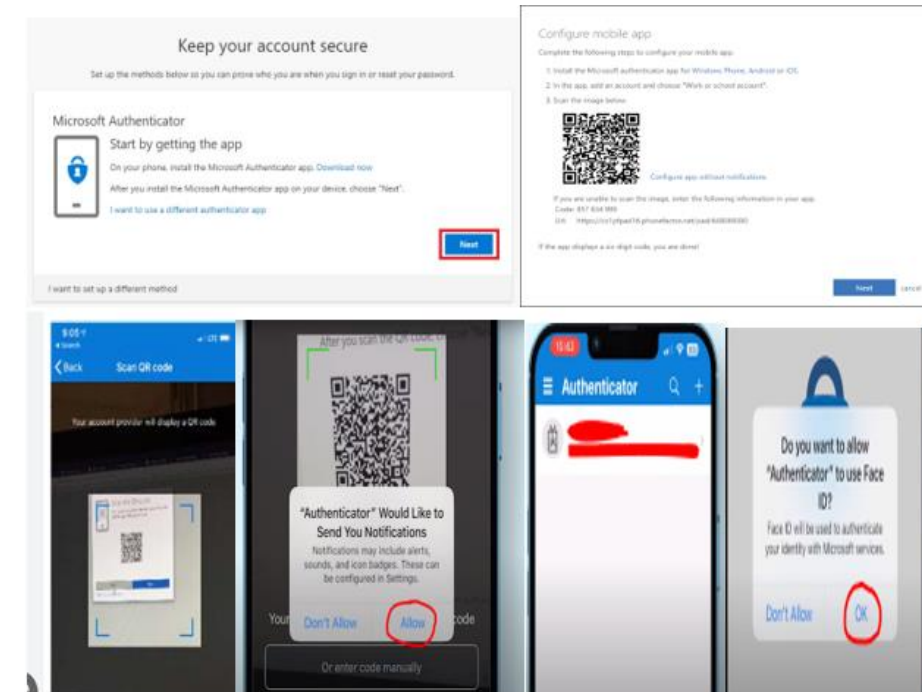 Keep your account secure
Set up the methods below so you can prove who you are when you sign in or reset your password.
Microsoft Authenticator
Start by getting the app
On your phone, install the Microsoft Authenticator app. Download now
After you install the Microsoft Authenticator app on your device, choose "Next".
I want to use a different authenticator app
Next
I want to set up a different method
Configure mobile app
Complete the following steps to configure your mobile app.
1. Install the Microsoft authenticator app for Windows Phone, Android or iOS.
2. In the app, add an account and choose "Work or school account".
3. Scan the image below.
Configure app without notifications
If you are unable to scan the image, enter the following information in your app.
Code:
Url:
If the app displays a six-digit code, you are done!
Next
cancel
9:05
Search
LTE
Back
Scan QR code
Your account provider will display a QR code
After you scan the QR code, choose
"Authenticator" Would Like to
Send You Notifications
Notifications may include alerts,
sounds, and icon badges. These can
be configured in Settings.
Don't Allow
Allow
Your
code
Or enter code manually
Authenticator
Do you want to allow
"Authenticator" to use Face
ID?
Face ID will be used to authenticate
your identity with Microsoft services.
Don't Allow
OK